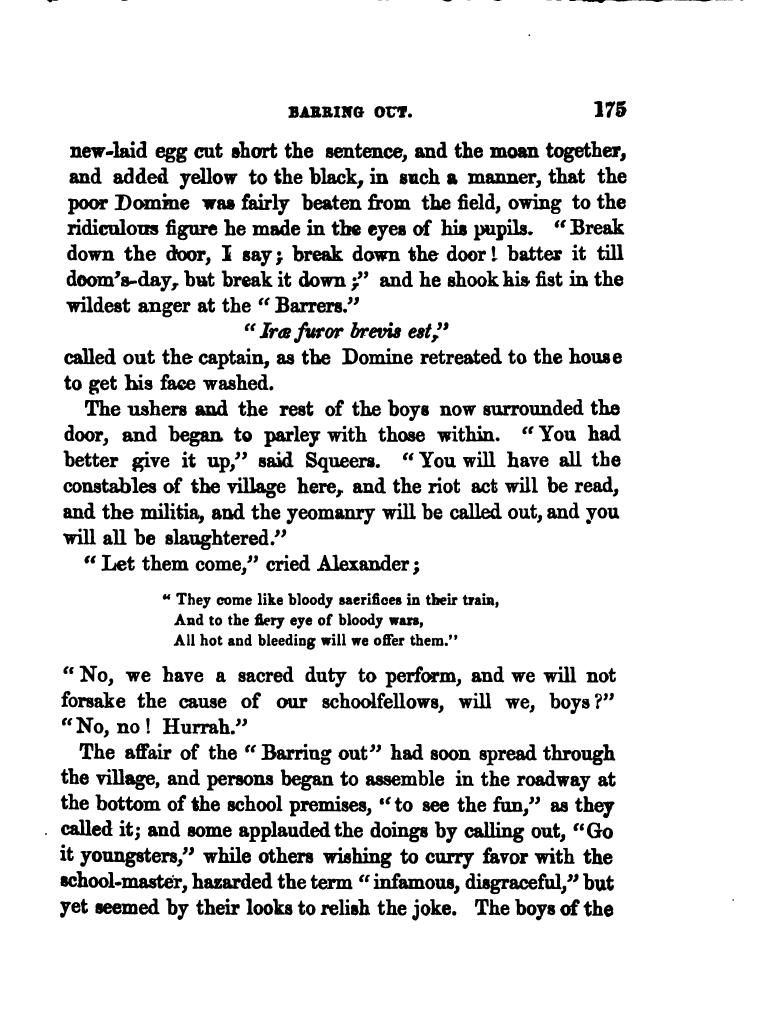 BARRING OUT. 175
new-laid egg cut short the sentence, and the moan together,
and added yellow to the black, in such a manner, that the
poor Domine was fairly beaten from the field, owing to the
ridiculous figure he made in the eyes of his pupils. “Break
down the door, I say; break down the door! batter it till
doom’s-day, but break it down;” and he shook his fist in the
wildest anger at the “Barrers.”
“Iræ furor brevis est,”
called out the captain, as the Domine retreated to the house
to get his face washed.
The ushers and the rest of the boys now surrounded the
door, and began to parley with those within. “You had
better give it up,” said Squeers. “You will have all the
constables of the village here, and the riot act will be read,
and the militia, and the yeomanry will be called out, and you
will all be slaughtered.”
“Let them come,” cried Alexander;
“They come like bloody sacrifices in their train,
And to the fiery eye of bloody wars,
All hot and bleeding will we offer them.”
“No, we have a sacred duty to perform, and we will not
forsake the cause of our schoolfellows, will we, boys?”
“No, no! Hurrah.”
The affair of the “Barring out” had soon spread through
the village, and persons began to assemble in the roadway at
the bottom of the school premises, “to see the fun,” as they
called it; and some applauded the doings by calling out, “Go
it youngsters,” while others wishing to curry favor with the
school-master, hazarded the term “infamous, disgraceful,” but
yet seemed by their looks to relish the joke. The boys of the